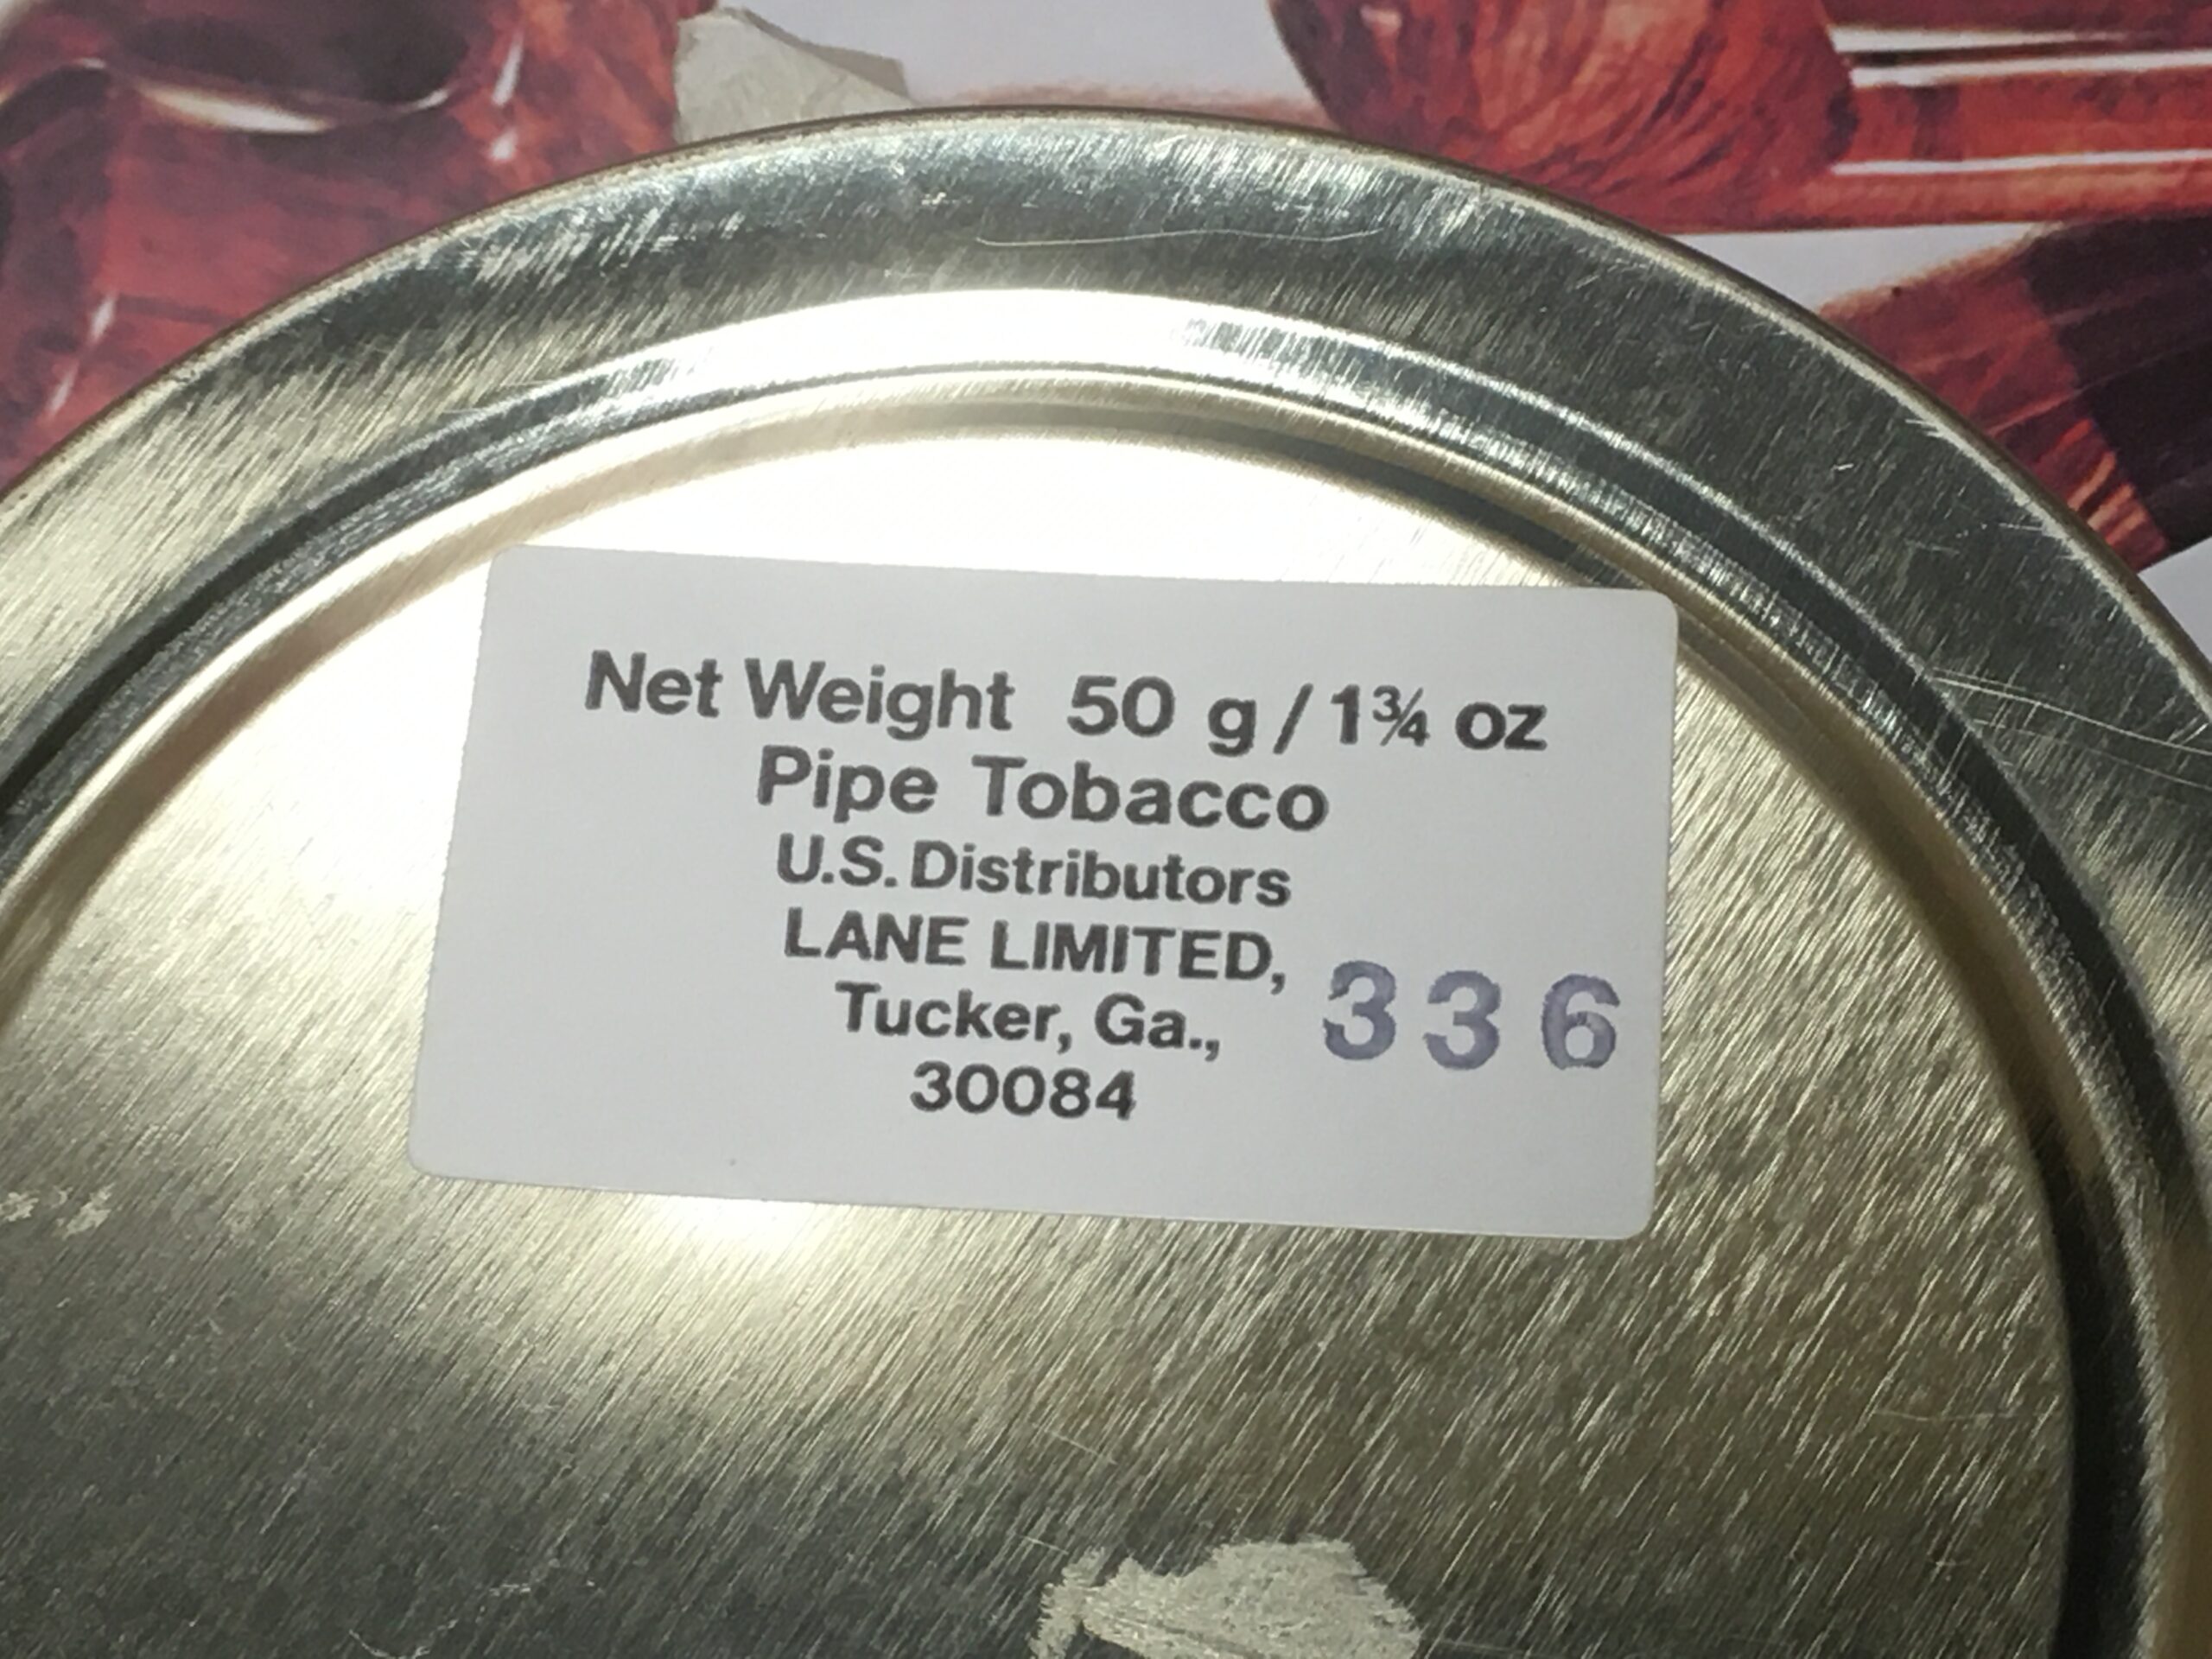 Net Weight 50 g/1¾ oz
Pipe Tobacco
U.S. Distributors
LANE LIMITED,
Tucker, Ga., 336
30084